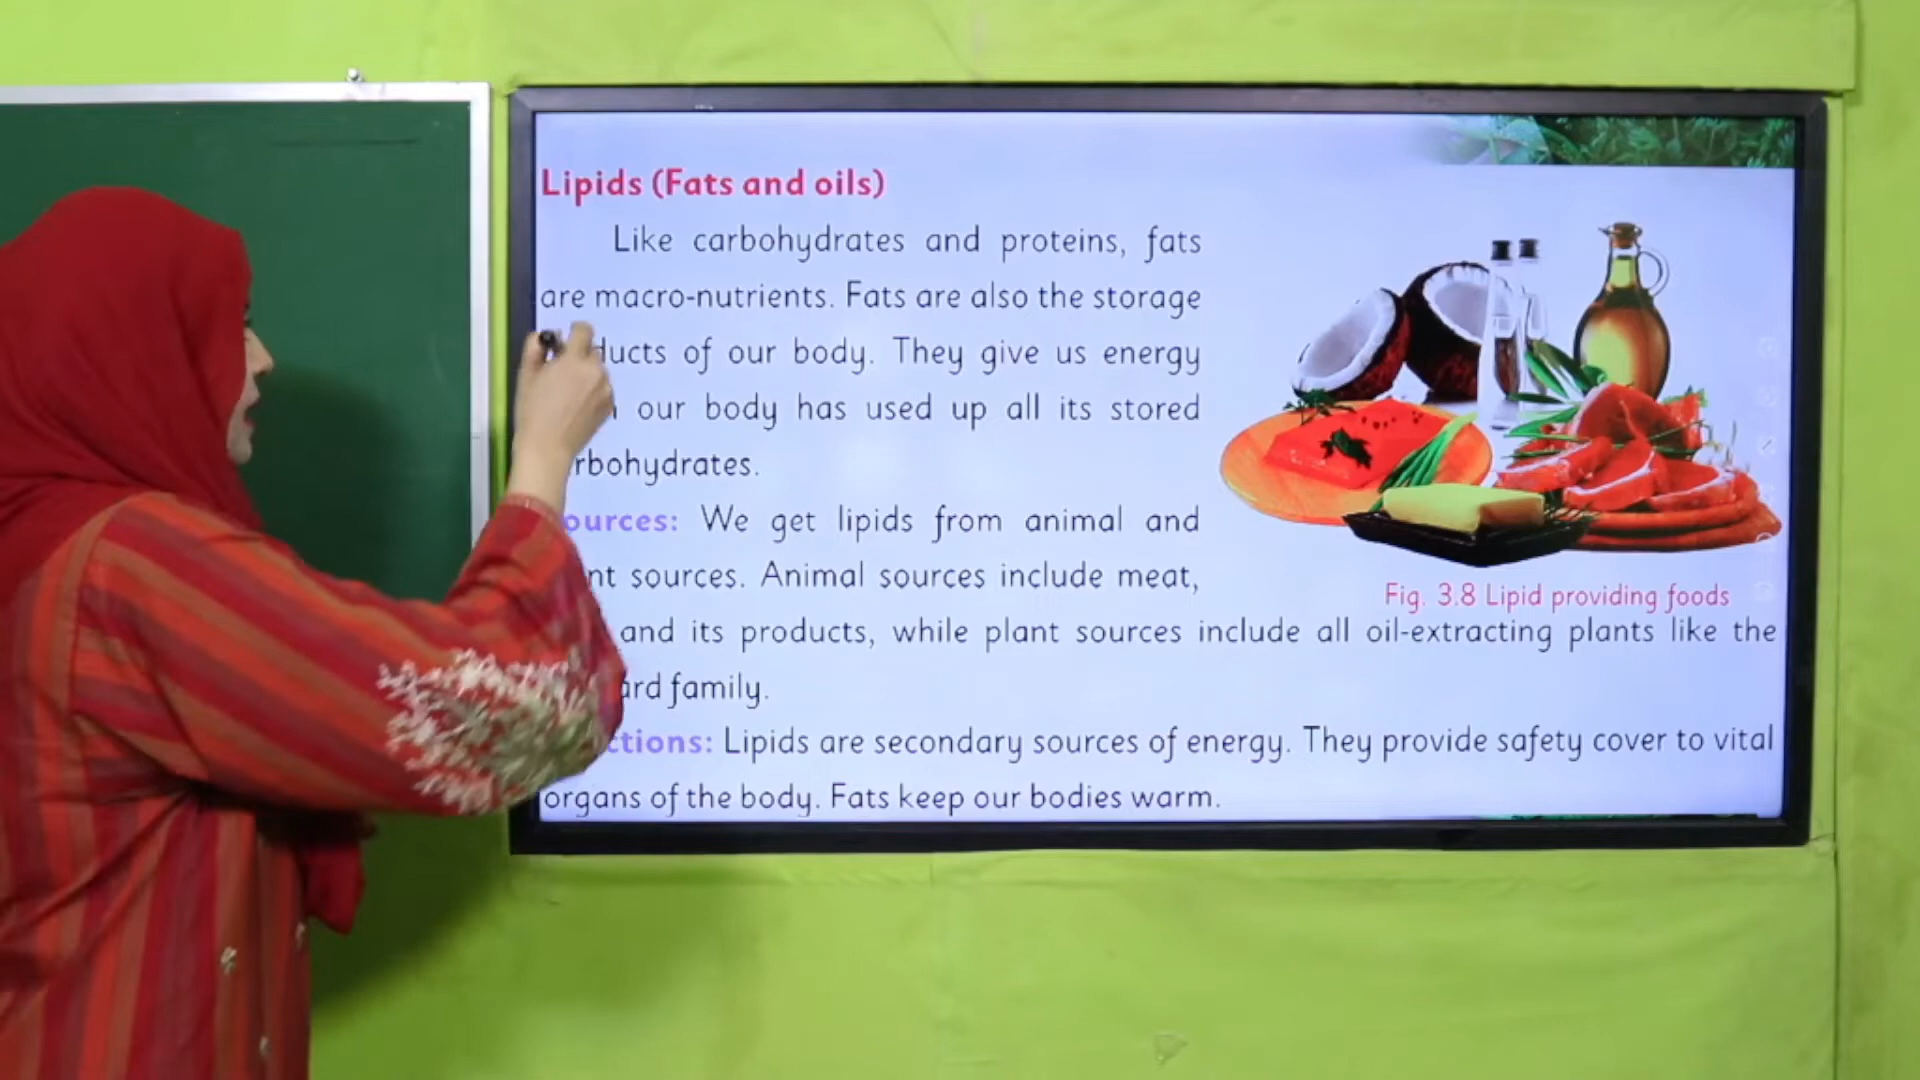 Lipids (Fats and oils)
Like carbohydrates and proteins, fats
are macro-nutrients. Fats are also the storage
ducts of our body. They give us energy
our body has used up all its stored
rbohydrates.
ources: We get lipids from animal and
nt sources. Animal sources include meat,
Fig. 3.8 Lipid providing foods
and its products, while plant sources include all oil-extracting plants like the
ard family.
ctions: Lipids are secondary sources of energy. They provide safety cover to vital
organs of the body. Fats keep our bodies warm.